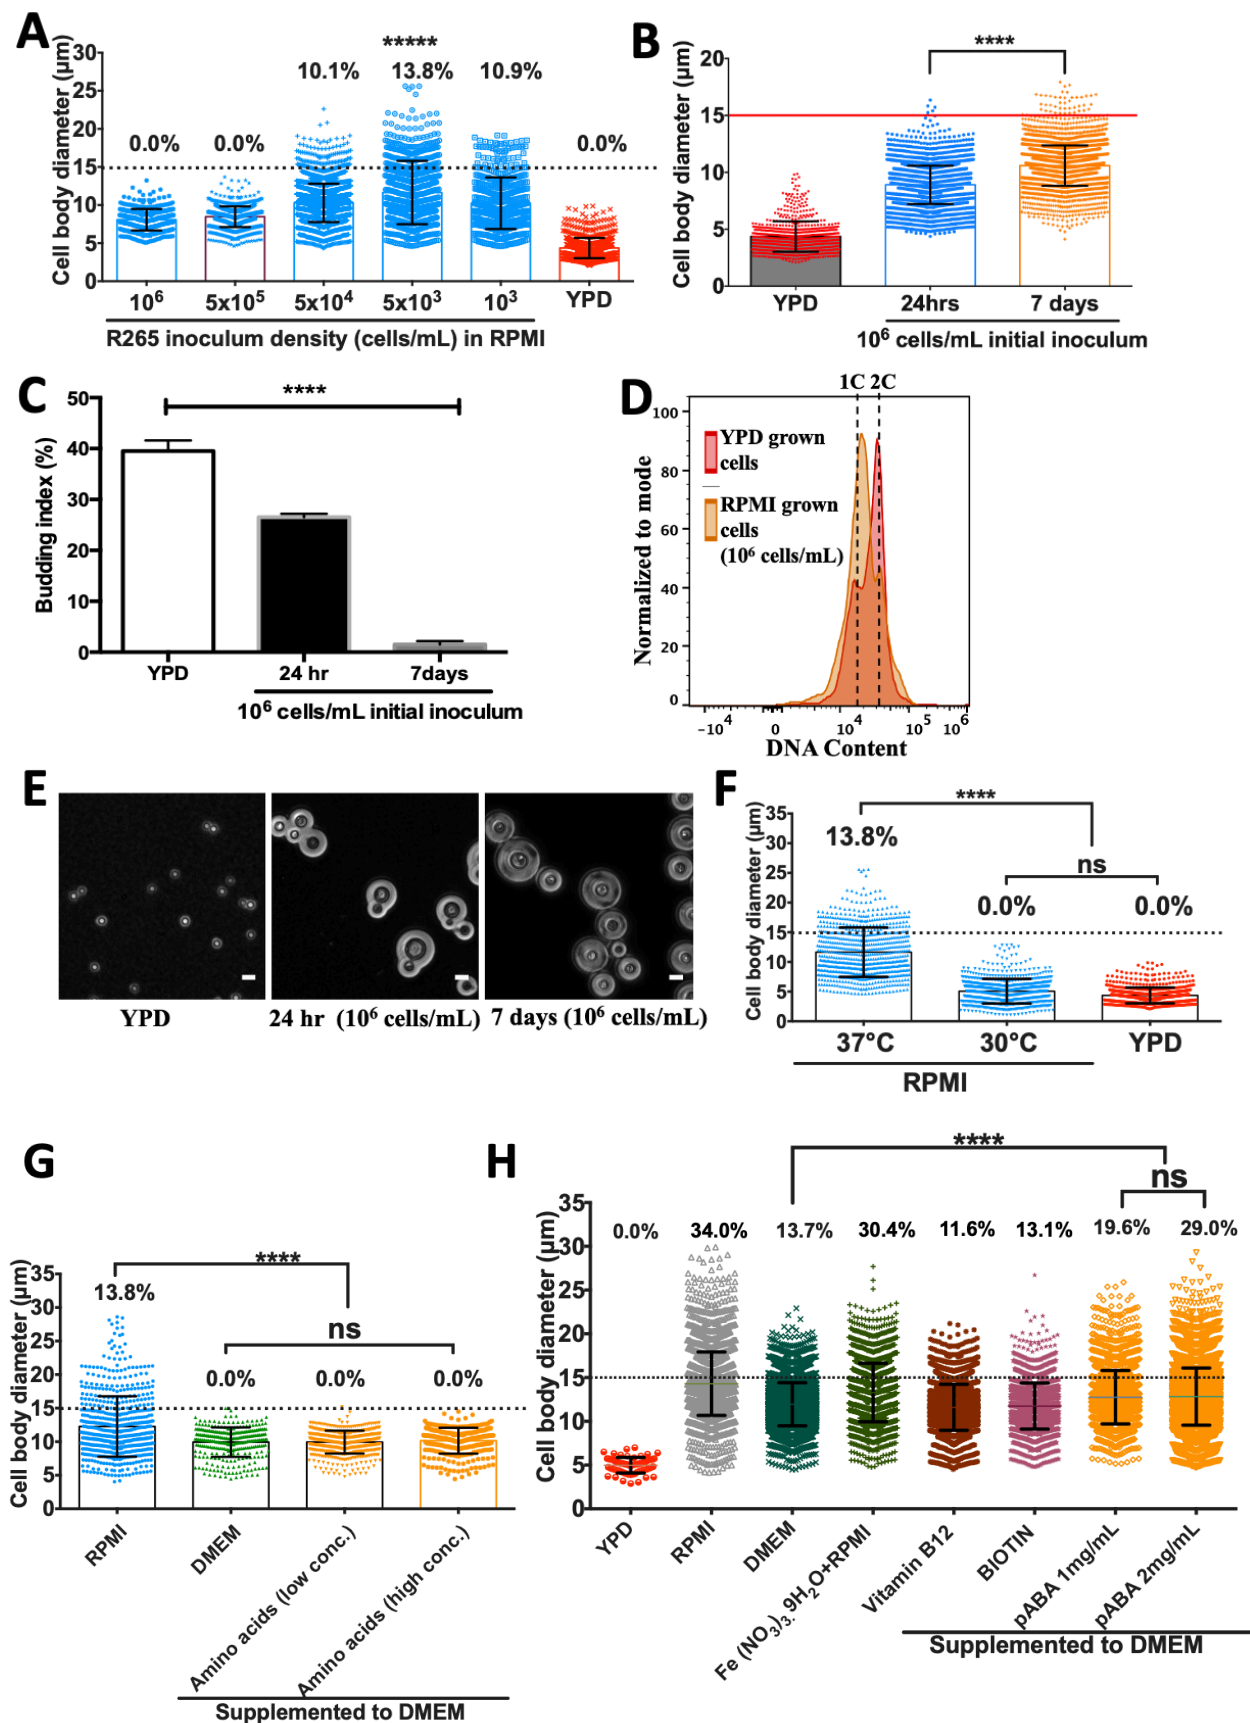 A
Cell body diameter (µm)
30
25
20
15
10
5
0
*****
0.0%
0.0%
10.1%
13.8%
10.9%
0.0%
10⁶
5x10⁵
5x10⁴
5x10³
10³
YPD
R265 inoculum density (cells/mL) in RPMI
B
Cell body diameter (µm)
20
15
10
5
0
****
YPD
24hrs
7 days
10⁶ cells/mL initial inoculum
C
Budding index (%)
50
40
30
20
10
0
****
YPD
24 hr
7days
10⁶ cells/mL initial inoculum
D
1C 2C
Normalized to mode
100
80
60
40
20
0
YPD grown
cells
RPMI grown
cells
(10⁶ cells/mL)
−10⁴
0
10⁴
10⁵
10⁶
DNA Content
E
YPD
24 hr (10⁶ cells/mL)
7 days (10⁶ cells/mL)
F
Cell body diameter (µm)
35
30
25
20
15
10
5
0
****
13.8%
ns
0.0%
0.0%
37°C
30°C
YPD
RPMI
G
Cell body diameter (µm)
35
30
25
20
15
10
5
0
****
13.8%
ns
0.0%
0.0%
0.0%
RPMI
DMEM
Amino acids (low conc.)
Amino acids (high conc.)
Supplemented to DMEM
H
Cell body diameter (µm)
35
30
25
20
15
10
5
0
****
ns
0.0%
34.0%
13.7%
30.4%
11.6%
13.1%
19.6%
29.0%
YPD
RPMI
DMEM
Fe (NO₃)₃. 9H₂O+RPMI
Vitamin B12
BIOTIN
pABA 1mg/mL
pABA 2mg/mL
Supplemented to DMEM